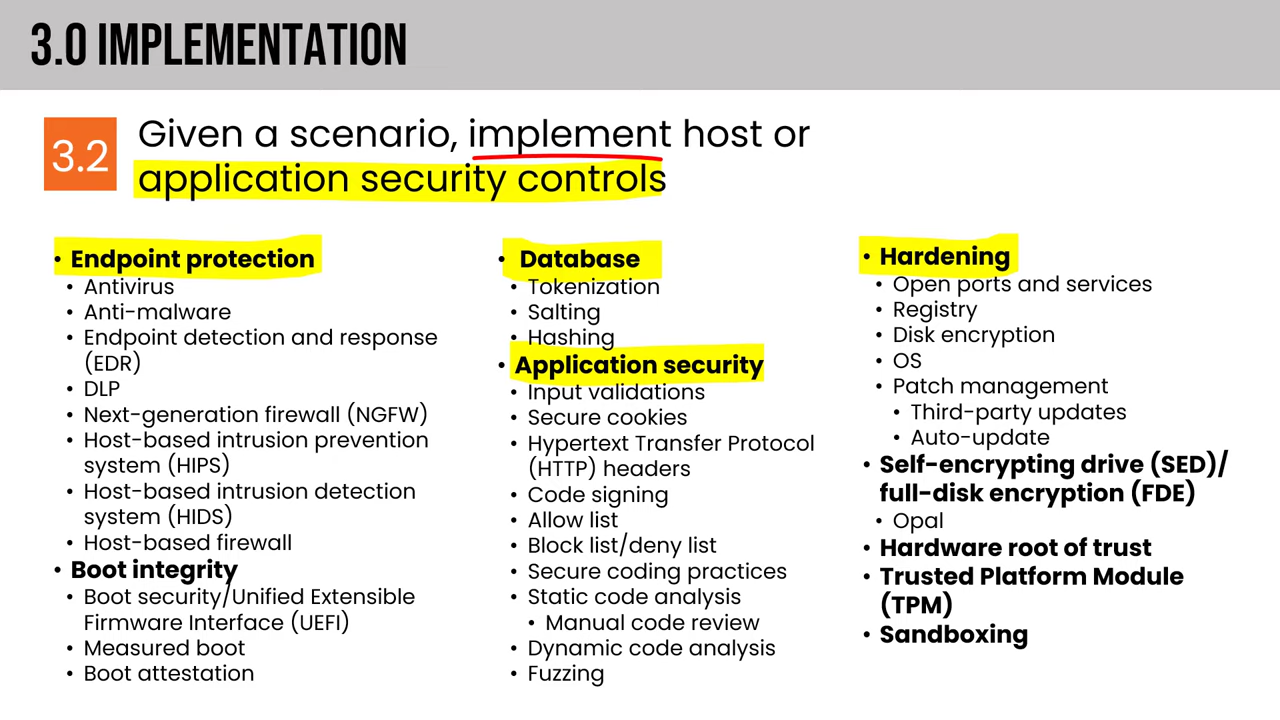 3.0 IMPLEMENTATION
3.2
Given a scenario, implement host or
application security controls
• Endpoint protection
• Antivirus
• Anti-malware
• Endpoint detection and response
(EDR)
• DLP
• Next-generation firewall (NGFW)
• Host-based intrusion prevention
system (HIPS)
• Host-based intrusion detection
system (HIDS)
• Host-based firewall
• Boot integrity
• Boot security/Unified Extensible
Firmware Interface (UEFI)
• Measured boot
• Boot attestation
• Database
• Tokenization
• Salting
• Hashing
• Application security
• Input validations
• Secure cookies
• Hypertext Transfer Protocol
(HTTP) headers
• Code signing
• Allow list
• Block list/deny list
• Secure coding practices
• Static code analysis
• Manual code review
• Dynamic code analysis
• Fuzzing
• Hardening
• Open ports and services
• Registry
• Disk encryption
• OS
• Patch management
• Third-party updates
• Auto-update
• Self-encrypting drive (SED)/
full-disk encryption (FDE)
• Opal
• Hardware root of trust
• Trusted Platform Module
(TPM)
• Sandboxing